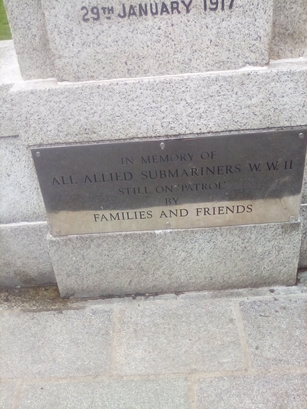 29TH JANUARY 1917
IN MEMORY OF
ALL ALLIED SUBMARINERS W.W.II
STILL ON 'PATROL'
BY
FAMILIES AND FRIENDS